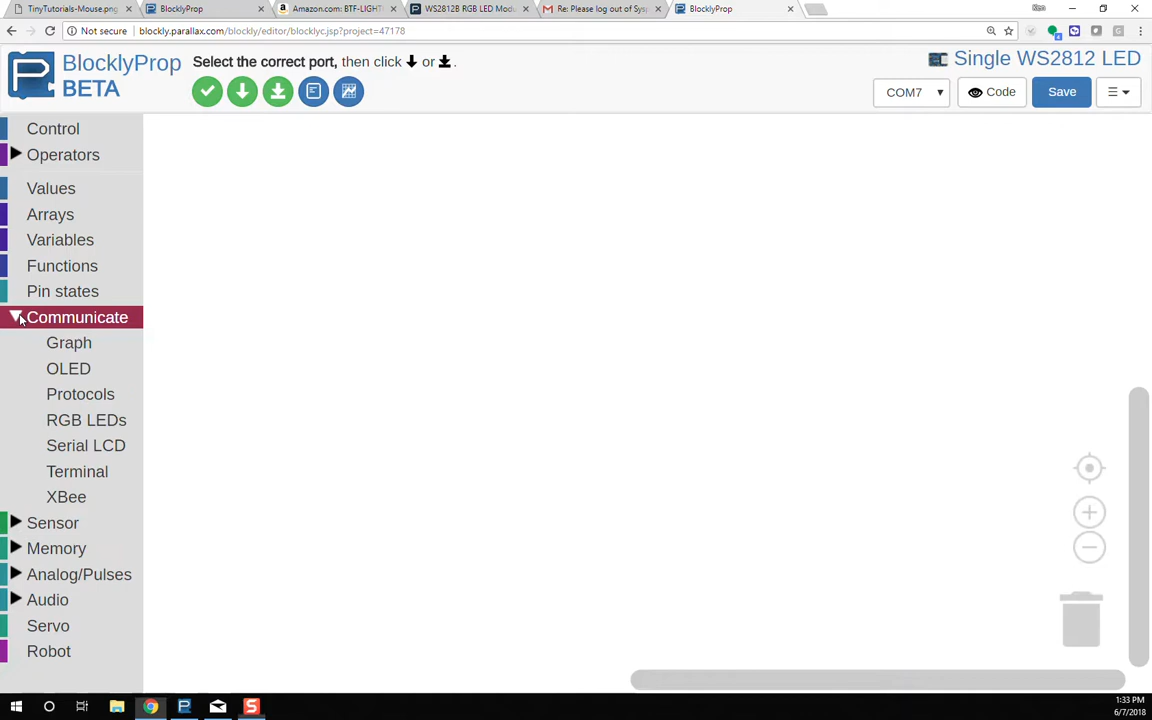 TinyTutorials-Mouse.png
BlocklyProp
Amazon.com: BTF-LIGHT
WS2812B RGB LED Modu
Re: Please log out of Sys
BlocklyProp
Not secure
blockly.parallax.com/blockly/editor/blocklyc.jsp?project=47178
BlocklyProp
BETA
Select the correct port, then click or .
Single WS2812 LED
COM7
Code
Save
Control
Operators
Values
Arrays
Variables
Functions
Pin states
Communicate
Graph
OLED
Protocols
RGB LEDs
Serial LCD
Terminal
XBee
Sensor
Memory
Analog/Pulses
Audio
Servo
Robot
1:33 PM
6/7/2018